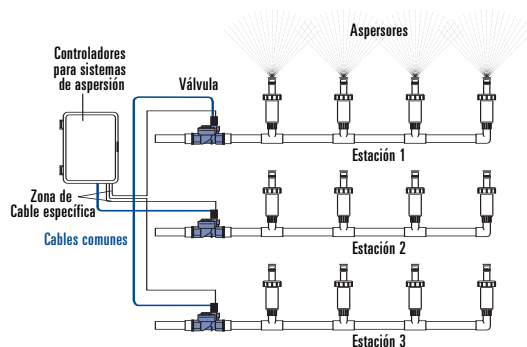 Controladores
para sistemas
de aspersión
Válvula
Aspersores
Estación 1
Zona de
Cable específica
Cables comunes
Estación 2
Estación 3